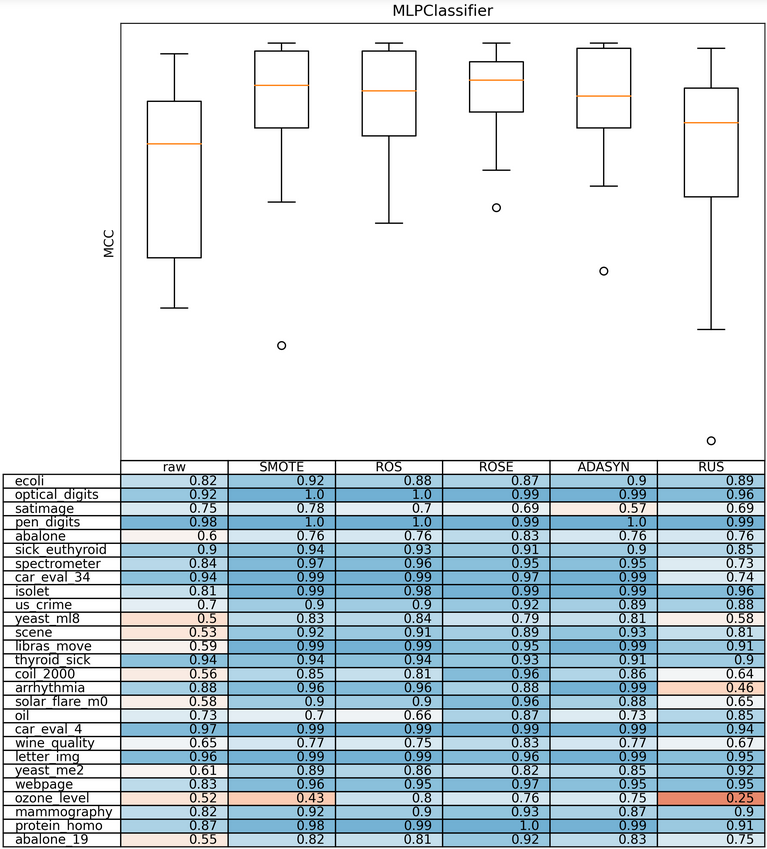 MLPClassifier
MCC
raw SMOTE ROS ROSE ADASYN RUS
ecoli 0.82 0.92 0.88 0.87 0.9 0.89
optical_digits 0.92 1.0 1.0 0.99 0.99 0.96
satimage 0.75 0.78 0.7 0.69 0.57 0.69
pen_digits 0.98 1.0 1.0 0.99 1.0 0.99
abalone 0.6 0.76 0.76 0.83 0.76 0.76
sick_euthyroid 0.9 0.94 0.93 0.91 0.9 0.85
spectrometer 0.84 0.97 0.96 0.95 0.95 0.73
car_eval_34 0.94 0.99 0.99 0.97 0.99 0.74
isolet 0.81 0.99 0.98 0.99 0.99 0.96
us_crime 0.7 0.9 0.9 0.92 0.89 0.88
yeast_ml8 0.5 0.83 0.84 0.79 0.81 0.58
scene 0.53 0.92 0.91 0.89 0.93 0.81
libras_move 0.59 0.99 0.99 0.95 0.99 0.91
thyroid_sick 0.94 0.94 0.94 0.93 0.91 0.9
coil_2000 0.56 0.85 0.81 0.96 0.86 0.64
arrhythmia 0.88 0.96 0.96 0.88 0.99 0.46
solar_flare_m0 0.58 0.9 0.9 0.96 0.88 0.65
oil 0.73 0.7 0.66 0.87 0.73 0.85
car_eval_4 0.97 0.99 0.99 0.99 0.99 0.94
wine_quality 0.65 0.77 0.75 0.83 0.77 0.67
letter_img 0.96 0.99 0.99 0.96 0.99 0.95
yeast_me2 0.61 0.89 0.86 0.82 0.85 0.92
webpage 0.83 0.96 0.95 0.97 0.95 0.95
ozone_level 0.52 0.43 0.8 0.76 0.75 0.25
mammography 0.82 0.92 0.9 0.93 0.87 0.9
protein_homo 0.87 0.98 0.99 1.0 0.99 0.91
abalone_19 0.55 0.82 0.81 0.92 0.83 0.75